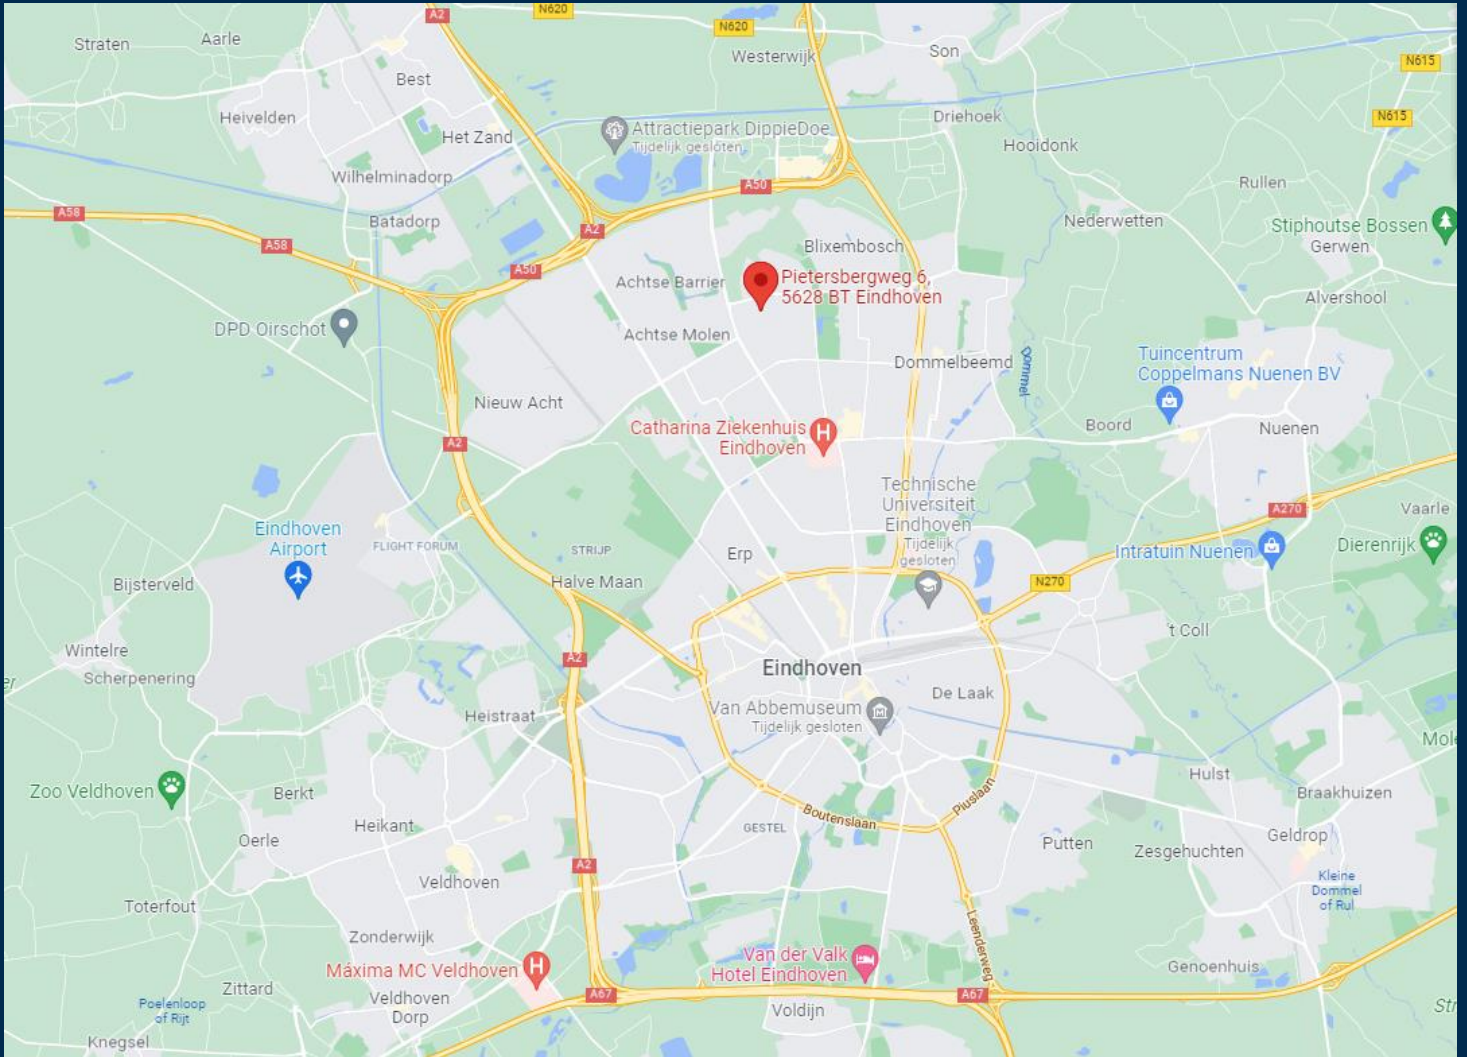 A2
N620
N620
Straten
Aarle
Westerwijk
Son
N615
Best
Heivelden
N615
Driehoek
Attractiepark DippieDoe
Tijdelijk gesloten
Het Zand
Hooidonk
Wilhelminadorp
A50
Rullen
A58
Batadorp
A2
Nederwetten
Stiphoutse Bossen
A58
Blixembosch
Gerwen
A50
Achtse Barrier
Pietersbergweg 6,
5628 BT Eindhoven
Alvershool
DPD Oirschot
Achtse Molen
Dommelbeemd
Dommel
Tuincentrum
Coppelmans Nuenen BV
Nieuw Acht
Catharina Ziekenhuis
Eindhoven
Boord
Nuenen
A2
Technische
Universiteit
Eindhoven
Tijdelijk
gesloten
A270
Vaarle
Eindhoven
Airport
FLIGHT FORUM
STRIJP
Erp
Intratuin Nuenen
Dierenrijk
Bijsterveld
Halve Maan
N270
't Coll
Wintelre
A2
Eindhoven
Scherpenering
er
De Laak
Heistraat
Van Abbemuseum
Tijdelijk gesloten
Mole
Hulst
Zoo Veldhoven
Berkt
Piuslaan
Braakhuizen
Boutenslaan
Heikant
GESTEL
Oerle
Putten
Geldrop
Zesgehuchten
A2
Veldhoven
Kleine
Dommel
of Rul
Toterfout
Zonderwijk
Leenderweg
Máxima MC Veldhoven
Van der Valk
Hotel Eindhoven
Genoenhuis
Zittard
A67
A67
Poelenloop
of Rijt
Veldhoven
Dorp
Voldijn
Str
Knegsel